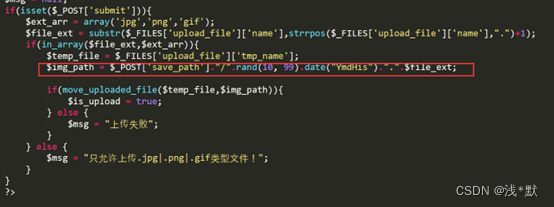 $msg = null;
if(isset($_POST['submit'])){
$ext_arr = array('jpg','png','gif');
$file_ext = substr($_FILES['upload_file']['name'],strrpos($_FILES['upload_file']['name'],".")+1);
if(in_array($file_ext,$ext_arr)){
$temp_file = $_FILES['upload_file']['tmp_name'];
$img_path = $_POST['save_path']."/".rand(10, 99).date("YmdHis").".".$file_ext;
if(move_uploaded_file($temp_file,$img_path)){
$is_upload = true;
} else {
$msg = "上传失败";
}
} else {
$msg = "只允许上传.jpg|.png|.gif类型文件！";
}
}
?>
CSDN @浅*默